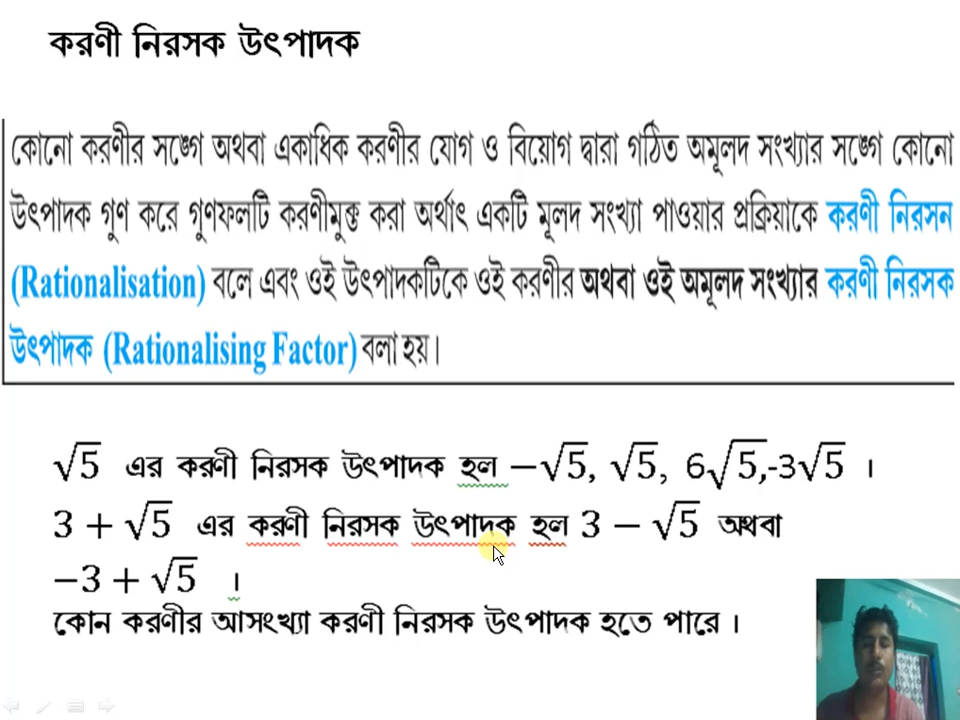 করণী নিরসক উৎপাদক
কোনো করণীর সঙ্গে অথবা একাধিক করণীর যোগ ও বিয়োগ দ্বারা গঠিত অমূলদ সংখ্যার সঙ্গে কোনো
উৎপাদক গুণ করে গুণফলটি করণীমুক্ত করা অর্থাৎ একটি মূলদ সংখ্যা পাওয়ার প্রক্রিয়াকে করণী নিরসন
(Rationalisation) বলে এবং ওই উৎপাদকটিকে ওই করণীর অথবা ওই অমূলদ সংখ্যার করণী নিরসক
উৎপাদক (Rationalising Factor) বলা হয়।
√5 এর করণী নিরসক উৎপাদক হল −√5, √5, 6√5,-3√5 ।
3 + √5 এর করণী নিরসক উৎপাদক হল 3 − √5 অথবা
−3 + √5 ।
কোন করণীর আসংখ্যা করণী নিরসক উৎপাদক হতে পারে।